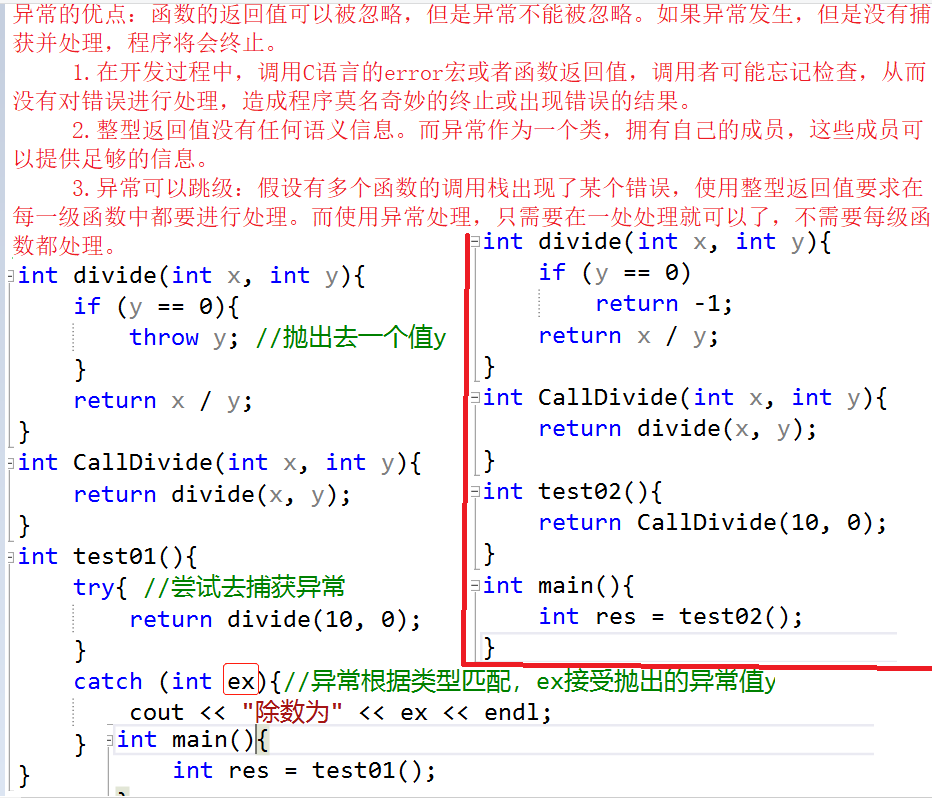 异常的优点：函数的返回值可以被忽略，但是异常不能被忽略。如果异常发生，但是没有捕
获并处理，程序将会终止。
1.在开发过程中，调用C语言的error宏或者函数返回值，调用者可能忘记检查，从而
没有对错误进行处理，造成程序莫名奇妙的终止或出现错误的结果。
2.整型返回值没有任何语义信息。而异常作为一个类，拥有自己的成员，这些成员可
以提供足够的信息。
3.异常可以跳级：假设有多个函数的调用栈出现了某个错误，使用整型返回值要求在
每一级函数中都要进行处理。而使用异常处理，只需要在一处处理就可以了，不需要每级函
数都处理。
int divide(int x, int y){
if (y == 0){
throw y; //抛出去一个值y
}
return x / y;
}
int CallDivide(int x, int y){
return divide(x, y);
}
int test01(){
try{ //尝试去捕获异常
return divide(10, 0);
}
catch (int ex){//异常根据类型匹配，ex接受抛出的异常值y
cout << "除数为" << ex << endl;
}
}
int main(){
int res = test01();
}
int divide(int x, int y){
if (y == 0)
return -1;
return x / y;
}
int CallDivide(int x, int y){
return divide(x, y);
}
int test02(){
return CallDivide(10, 0);
}
int main(){
int res = test02();
}